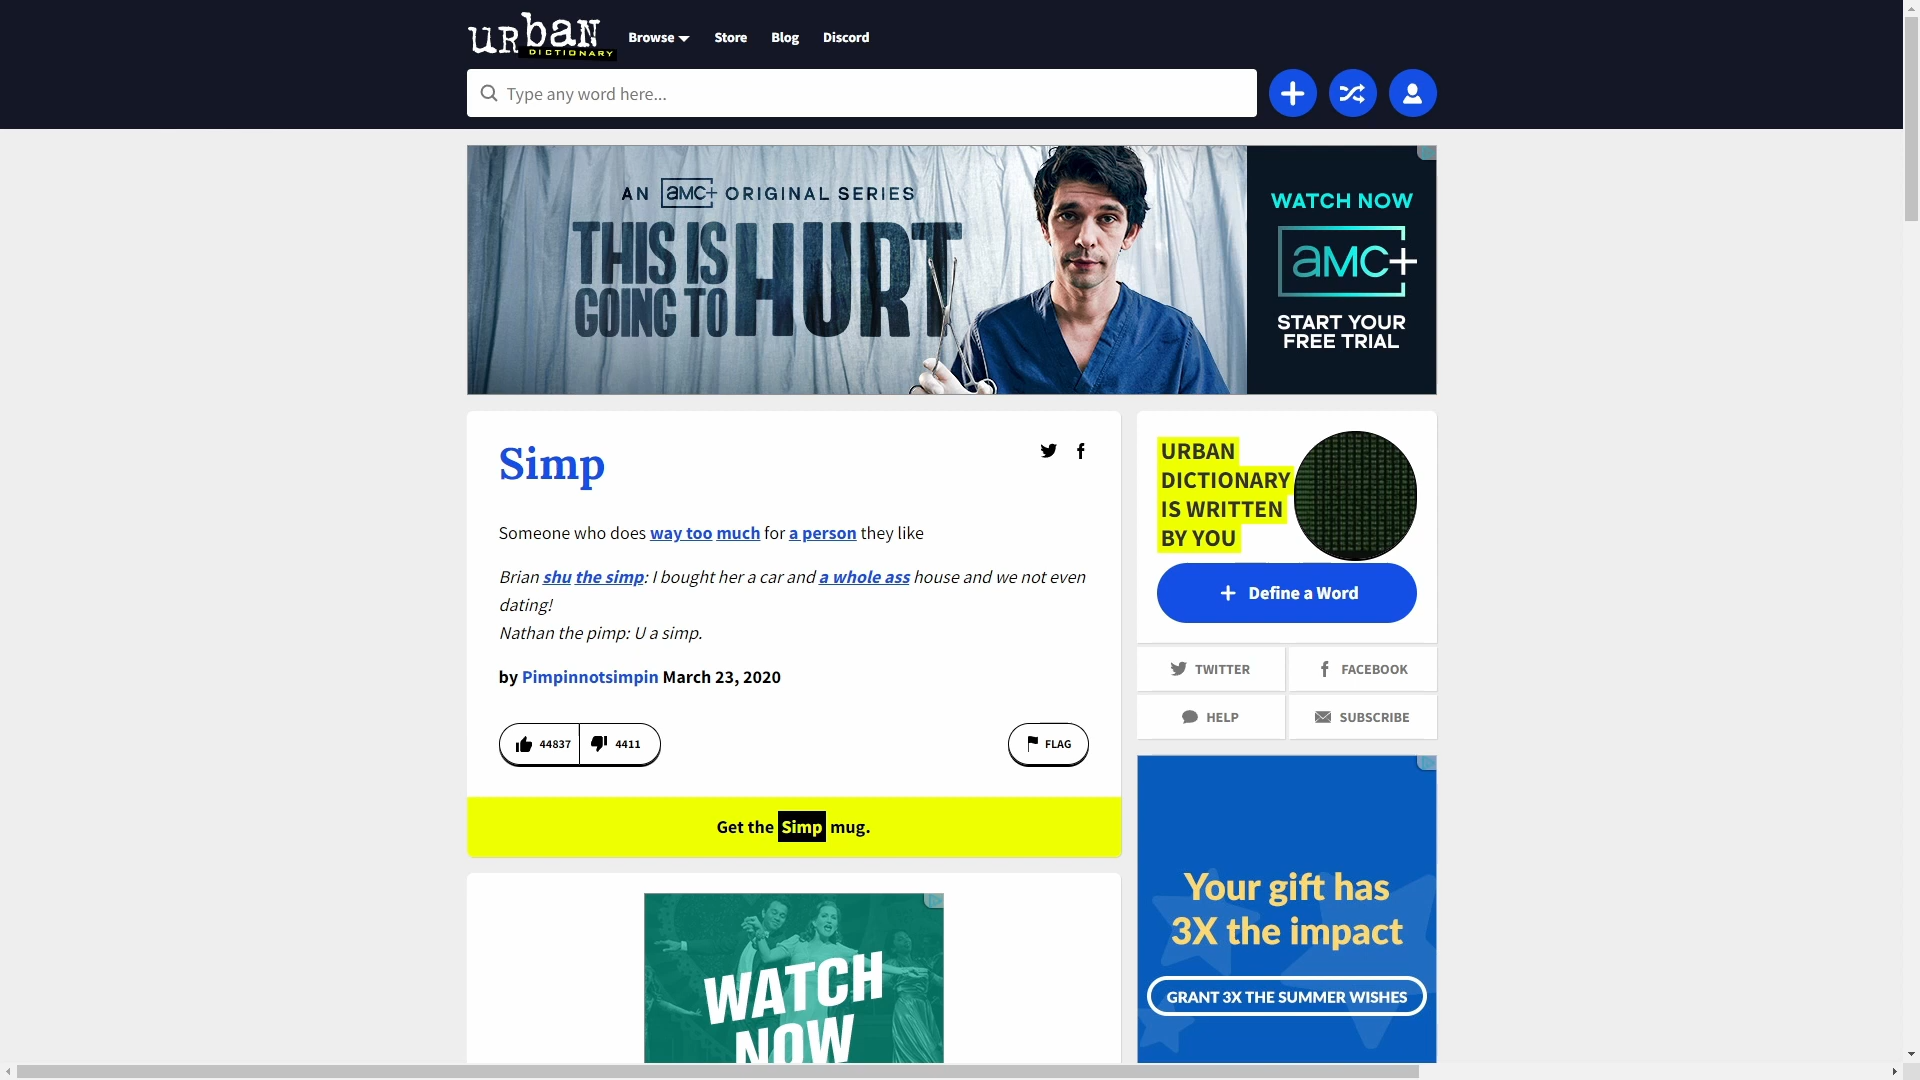 urban
DICTIONARY
Browse
Store
Blog
Discord
Type any word here...
AN aMC+ ORIGINAL SERIES
THIS IS
GOING TO
HURT
WATCH NOW
aMC+
START YOUR
FREE TRIAL
Simp
Someone who does way too much for a person they like
Brian shu the simp: I bought her a car and a whole ass house and we not even
dating!
Nathan the pimp: U a simp.
by Pimpinnotsimpin March 23, 2020
44837
4411
FLAG
Get the Simp mug.
WATCH
NOW
URBAN
DICTIONARY
IS WRITTEN
BY YOU
Define a Word
TWITTER
FACEBOOK
HELP
SUBSCRIBE
Your gift has
3X the impact
GRANT 3X THE SUMMER WISHES